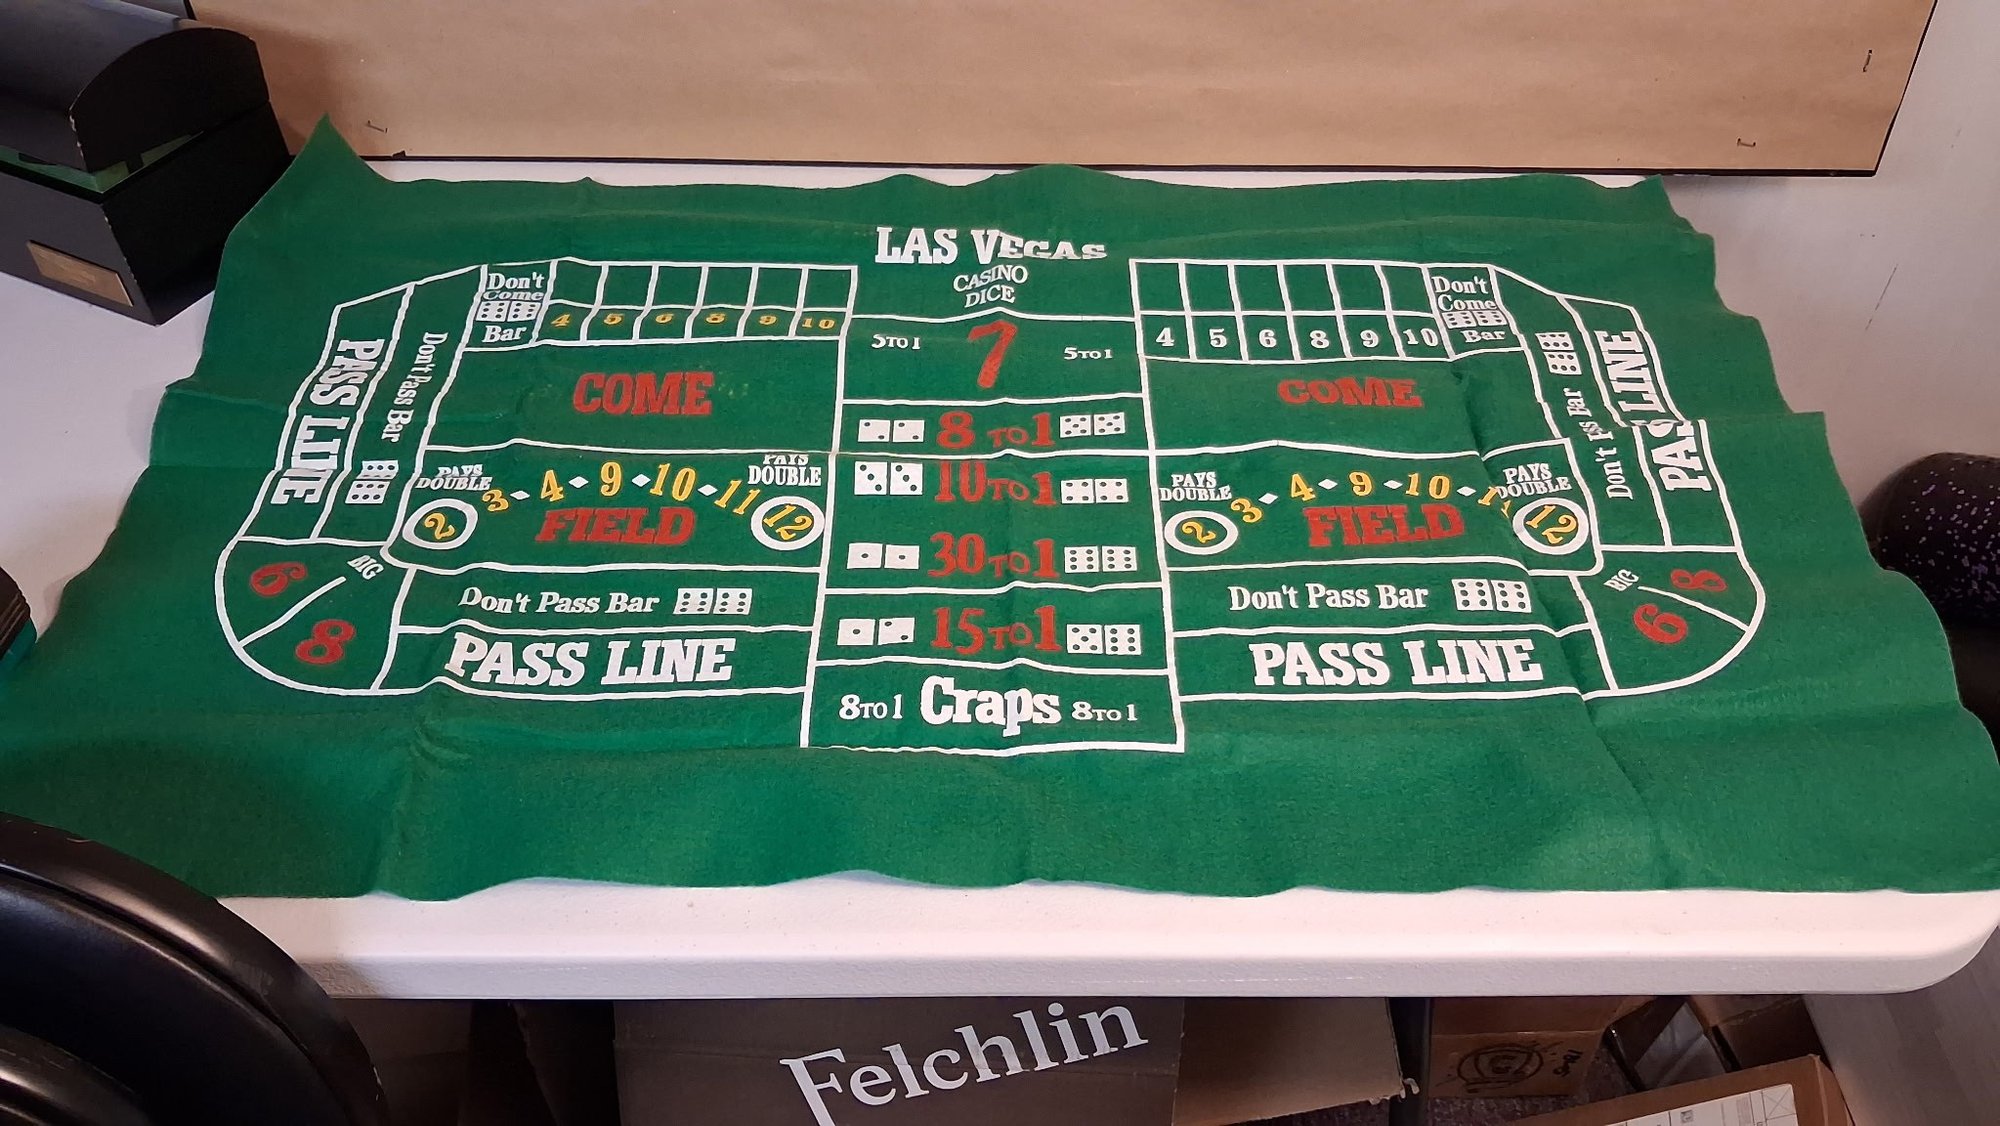 LAS VEGAS
CASINO
DICE
Don't
Come
Bar
4 5 6 8 9 10
5 TO 1 7 5 TO 1
4 5 6 8 9 10
Don't
Come
Bar
PASS LINE
Don't Pass Bar
COME
8 TO 1
COME
Don't Pass Bar
PASS LINE
PAYS
DOUBLE
2 3 4 9 10 11 12
PAYS
DOUBLE
FIELD
10 TO 1
PAYS
DOUBLE
2 3 4 9 10 12
PAYS
DOUBLE
FIELD
30 TO 1
BIG
6
8
Don't Pass Bar
PASS LINE
15 TO 1
Don't Pass Bar
PASS LINE
BIG
8
6
8 TO 1 Craps 8 TO 1
Felchlin